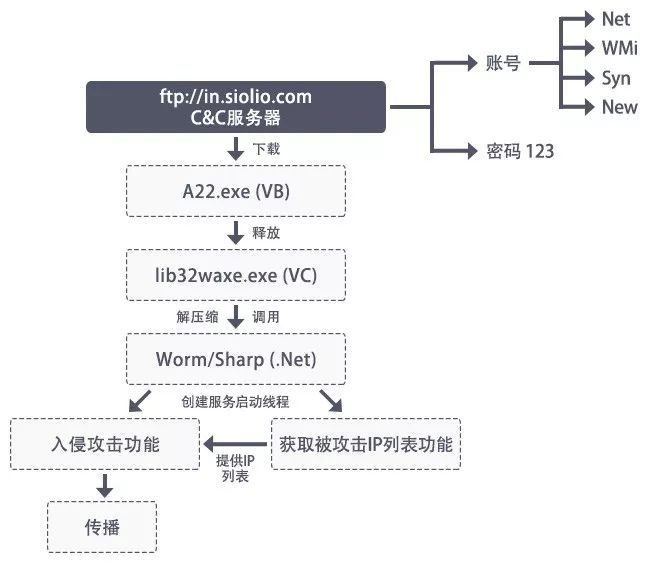 Net
WMi
账号
Syn
New
ftp://in.siolio.com
C&C服务器
密码 123
下载
A22.exe (VB)
释放
lib32waxe.exe (VC)
解压缩 调用
Worm/Sharp (.Net)
创建服务启动线程
入侵攻击功能
获取被攻击IP列表功能
提供IP
列表
传播